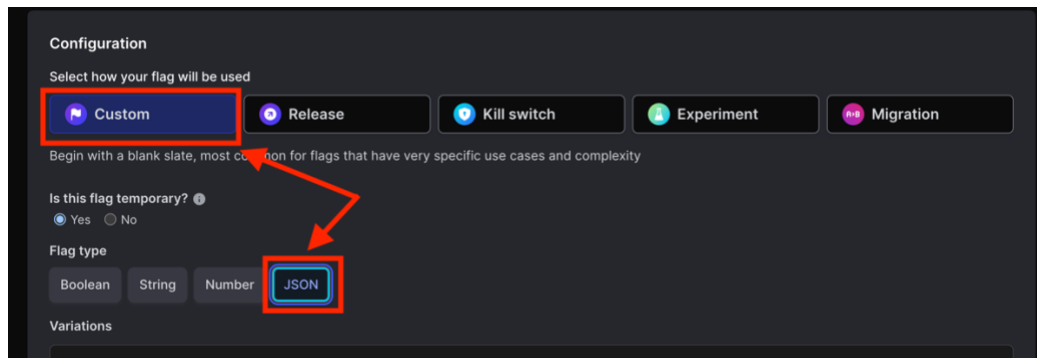 Configuration
Select how your flag will be used
Custom Release Kill switch Experiment Migration
Begin with a blank slate, most common for flags that have very specific use cases and complexity
Is this flag temporary?
Yes No
Flag type
Boolean String Number JSON
Variations